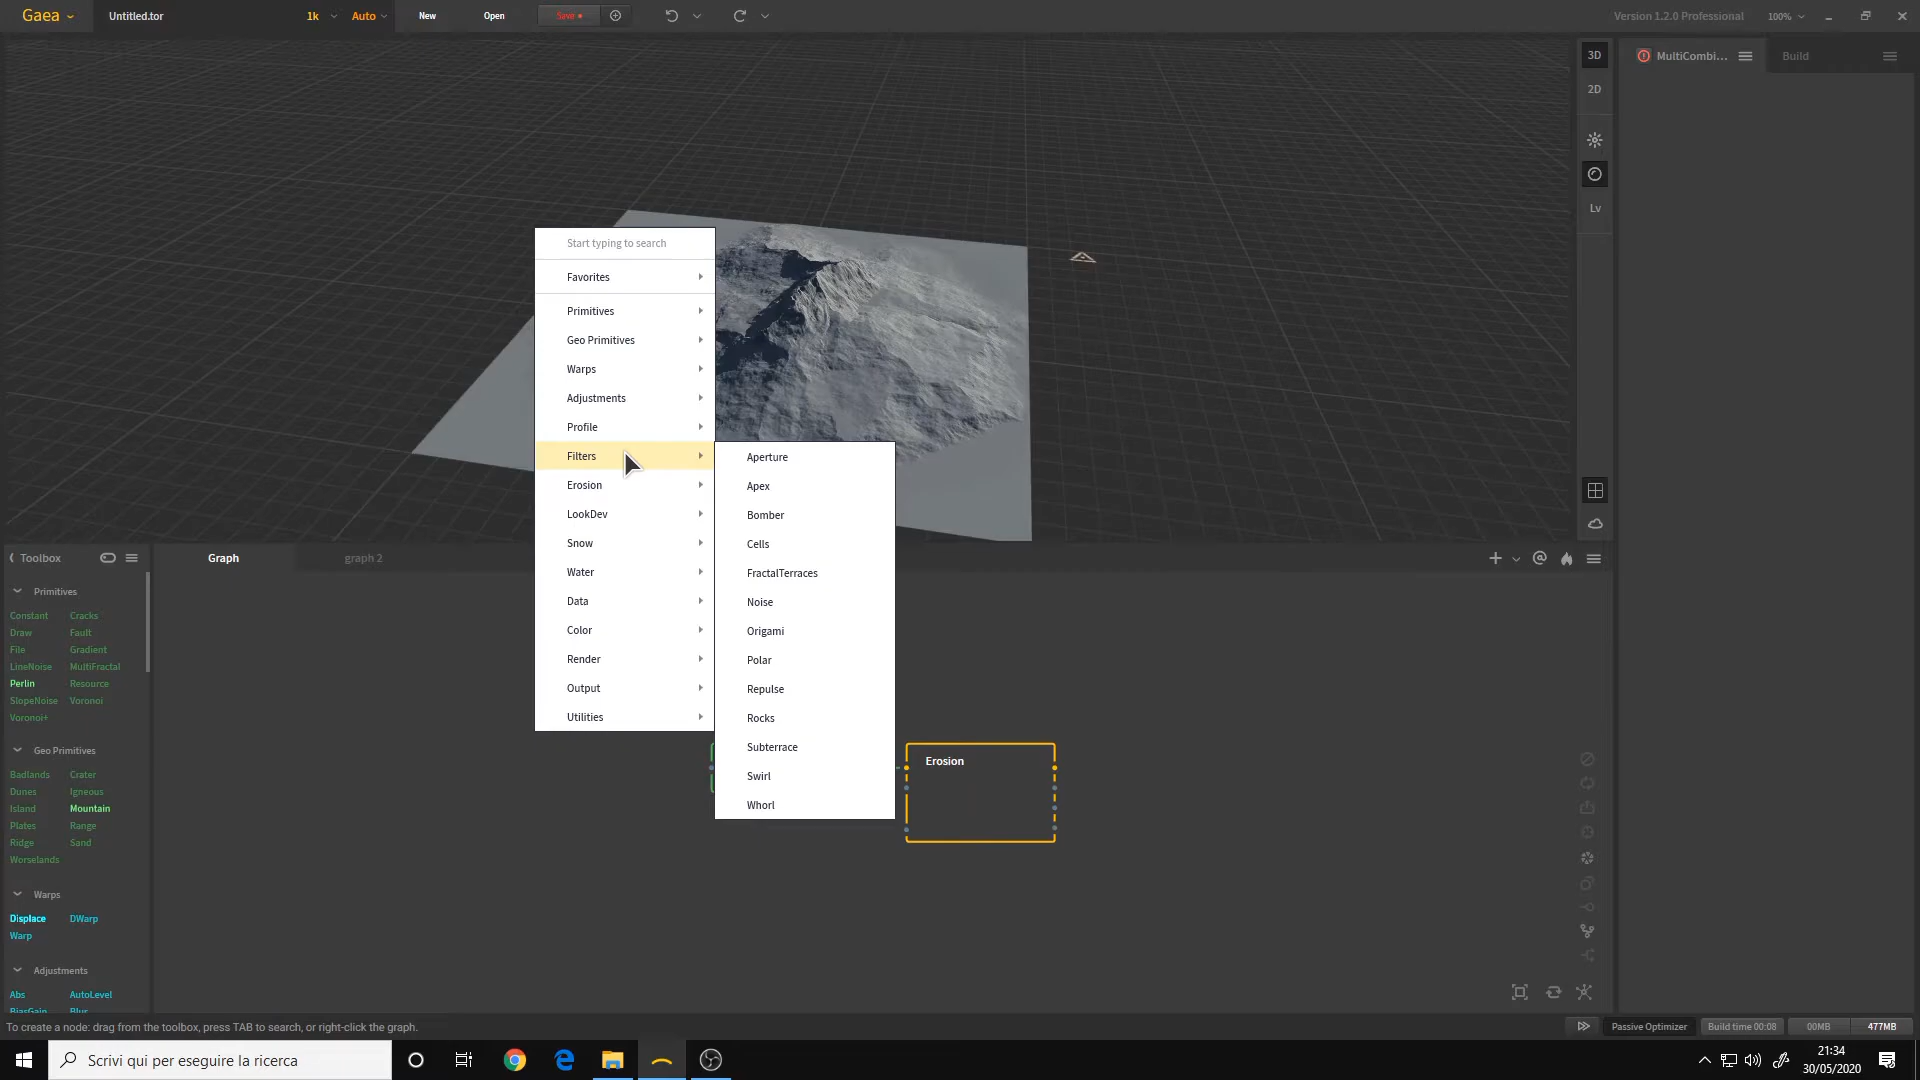 Gaea
Untitled.tor
1k
Auto
New
Open
Save
Version 1.2.0 Professional
100%
3D
2D
Lv
MultiCombi...
Build
Start typing to search
Favorites
Primitives
Geo Primitives
Warps
Adjustments
Profile
Filters
Erosion
LookDev
Snow
Water
Data
Color
Render
Output
Utilities
Aperture
Apex
Bomber
Cells
FractalTerraces
Noise
Origami
Polar
Repulse
Rocks
Subterrace
Swirl
Whorl
Toolbox
Graph
graph 2
Primitives
Constant Cracks
Draw Fault
File Gradient
LineNoise MultiFractal
Perlin Resource
SlopeNoise Voronoi
Voronoi+
Geo Primitives
Badlands Crater
Dunes Igneous
Island Mountain
Plates Range
Ridge Sand
Worselands
Warps
Displace DWarp
Warp
Adjustments
Abs AutoLevel
BiasGain Blur
Erosion
To create a node: drag from the toolbox, press TAB to search, or right-click the graph.
Passive Optimizer
Build time 00:08
00MB
477MB
Scrivi qui per eseguire la ricerca
21:34
30/05/2020